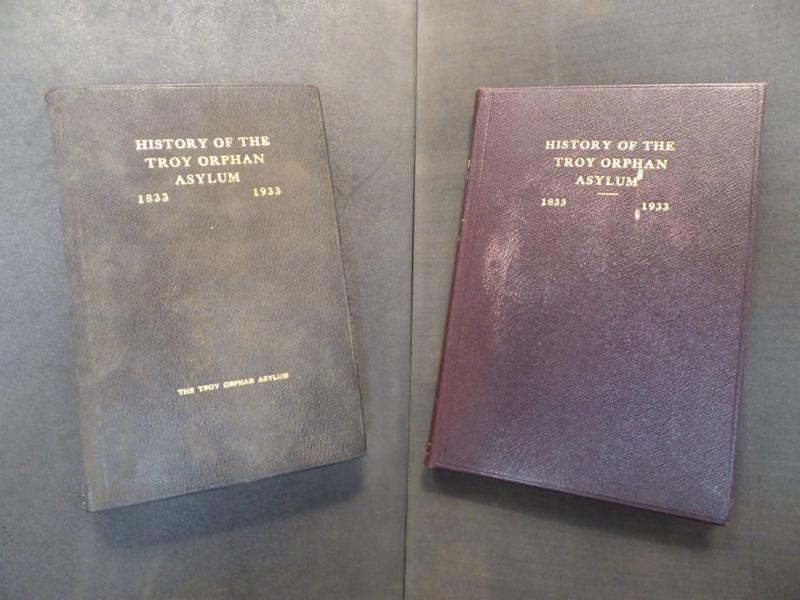 HISTORY OF THE
TROY ORPHAN
ASYLUM
1833 1933
THE TROY ORPHAN ASYLUM
HISTORY OF THE
TROY ORPHAN
ASYLUM
1833 1933